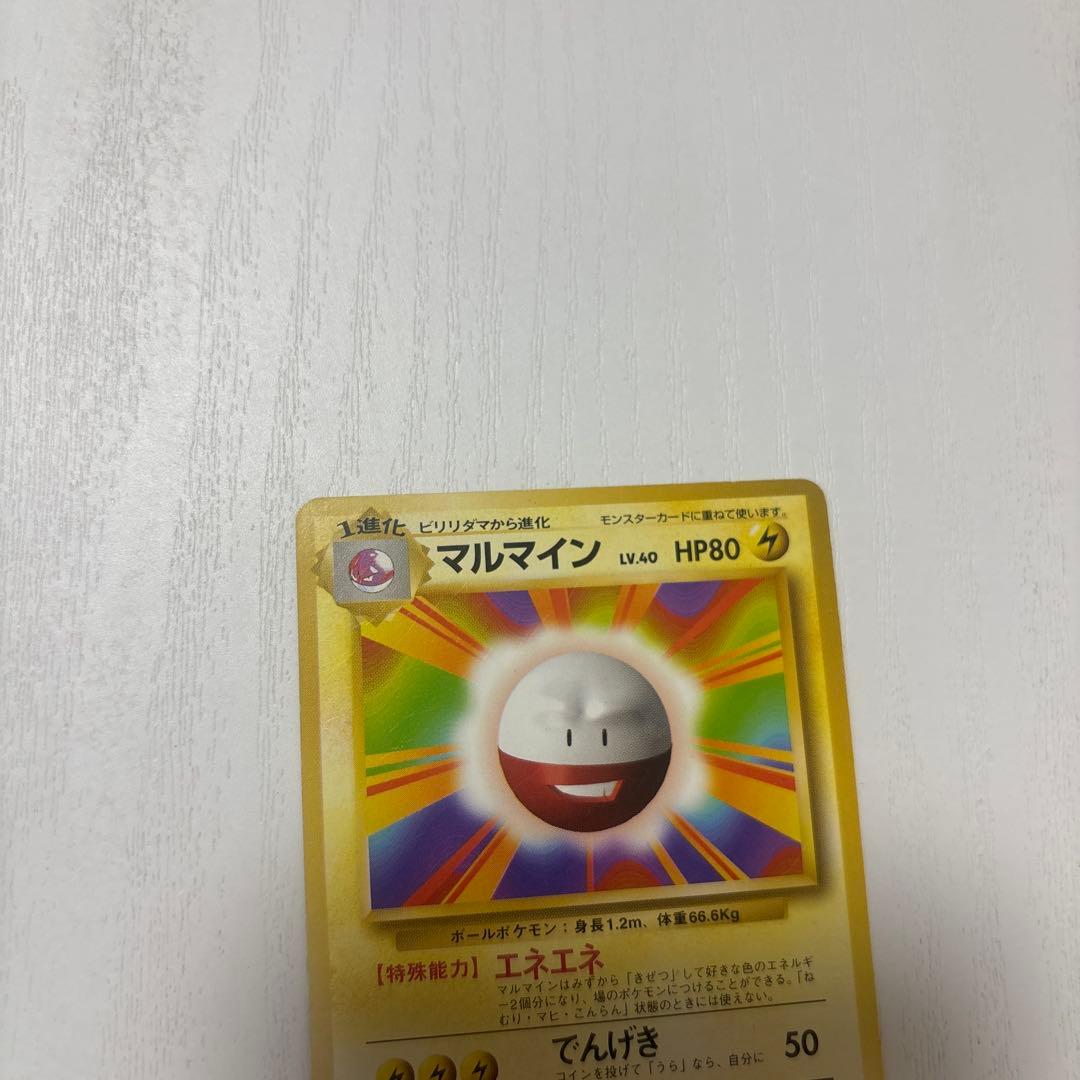 1進化 ビリリダマから進化 モンスターカードに重ねて使います。
マルマイン LV.40 HP80
ボールポケモン：身長1.2m、体重66.6Kg
【特殊能力】エネエネ
マルマインはみずから「きぜつ」して好きな色のエネルギ
ー2個分になり、場のポケモンにつけることができる。「ね
むり・マヒ・こんらん」状態のときには使えない。
でんげき 50
コインを投げて「うら」なら、自分に